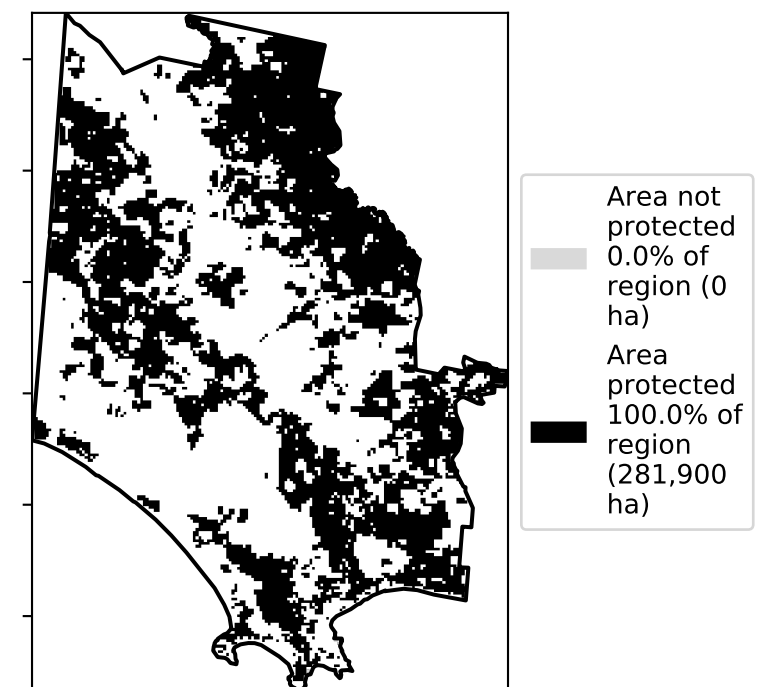 Area not
protected
0.0% of
region (0
ha)
Area
protected
100.0% of
region
(281,900
ha)